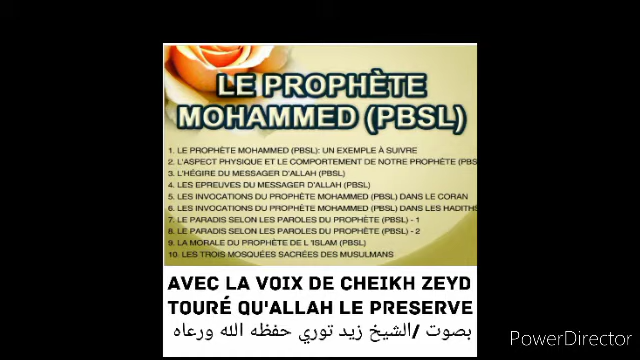 LE PROPHÈTE
MOHAMMED (PBSL)
1. LE PROPHÈTE MOHAMMED (PBSL): UN EXEMPLE À SUIVRE
2. L'ASPECT PHYSIQUE ET LE COMPORTEMENT DE NOTRE PROPHÈTE (PBS
3. L'HÉGIRE DU MESSAGER D'ALLAH (PBSL)
4. LES EPREUVES DU MESSAGER D'ALLAH (PBSL)
5. LES INVOCATIONS DU PROPHÈTE MOHAMMED (PBSL) DANS LE CORAN
6. LES INVOCATIONS DU PROPHÈTE MOHAMMED (PBSL) DANS LES HADITHS
7. LE PARADIS SELON LES PAROLES DU PROPHÈTE (PBSL) - 1
8. LE PARADIS SELON LES PAROLES DU PROPHÈTE (PBSL) - 2
9. LA MORALE DU PROPHÈTE DE L 'ISLAM (PBSL)
10. LES TROIS MOSQUÉES SACRÉES DES MUSULMANS
AVEC LA VOIX DE CHEIKH ZEYD
TOURÉ QU'ALLAH LE PRESERVE
بصوت /الشيخ زيد توري حفظه الله ورعاه
PowerDirector